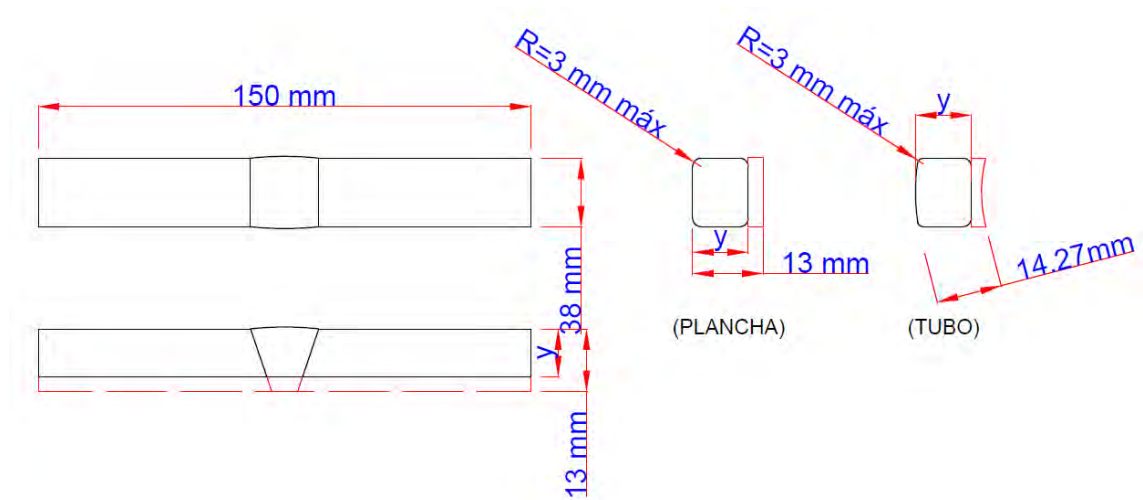 150 mm
R=3 mm máx
R=3 mm máx
y
y
13 mm
14.27mm
38 mm
(PLANCHA)
(TUBO)
y
13 mm